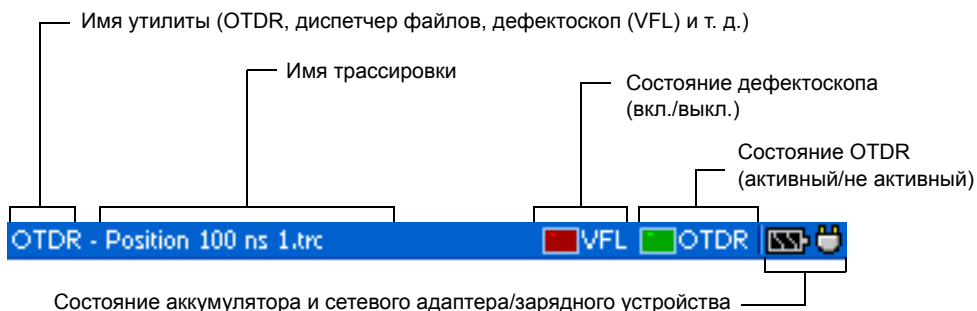 Имя утилиты (OTDR, диспетчер файлов, дефектоскоп (VFL) и т. д.)
Имя трассировки
Состояние дефектоскопа
(вкл./выкл.)
Состояние OTDR
(активный/не активный)
OTDR - Position 100 ns 1.trc VFL OTDR
Состояние аккумулятора и сетевого адаптера/зарядного устройства